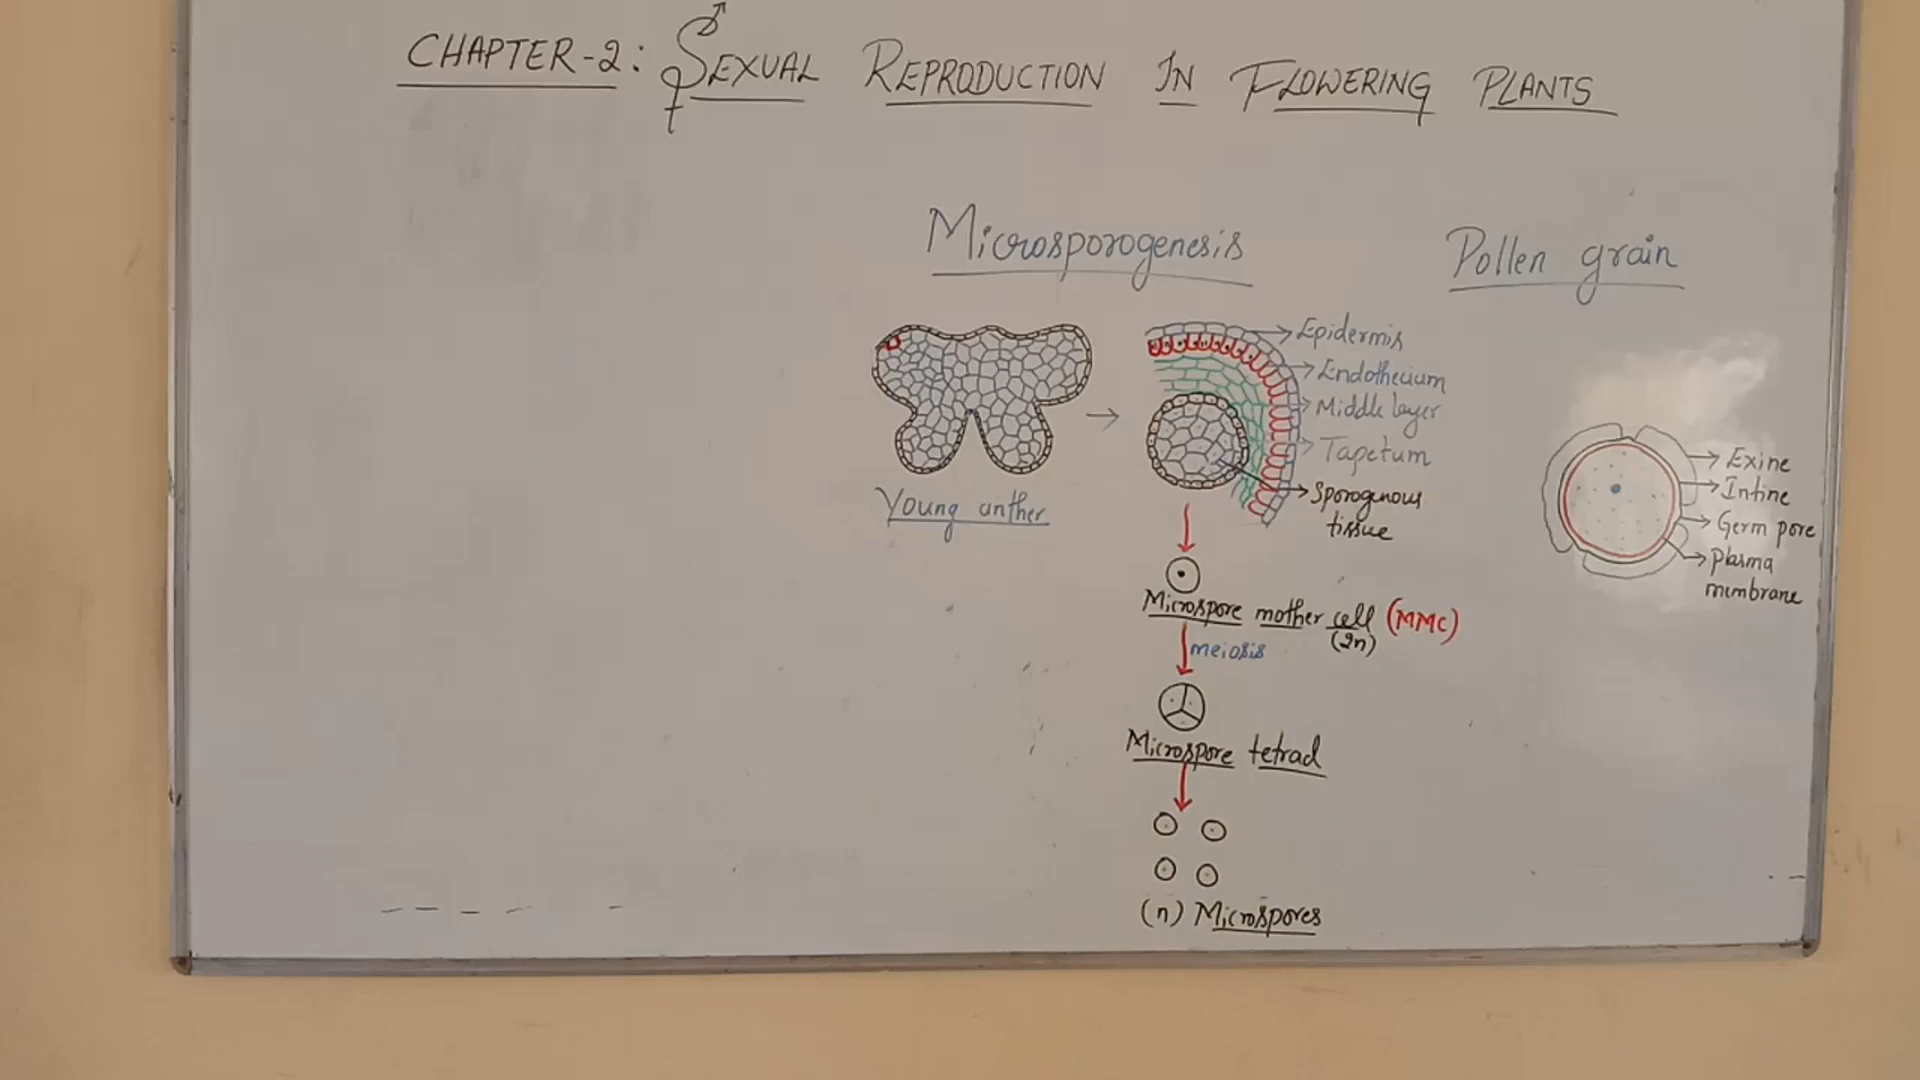 CHAPTER-2: SEXUAL REPRODUCTION IN FLOWERING PLANTS
Microsporogenesis
Pollen grain
Young anther
Epidermis
Endothecium
Middle layer
Tapetum
Sporogenous
tissue
Microspore mother cell (MMC)
(2n)
meiosis
Microspore tetrad
(n) Microspores
Exine
Intine
Germ pore
Plasma
membrane